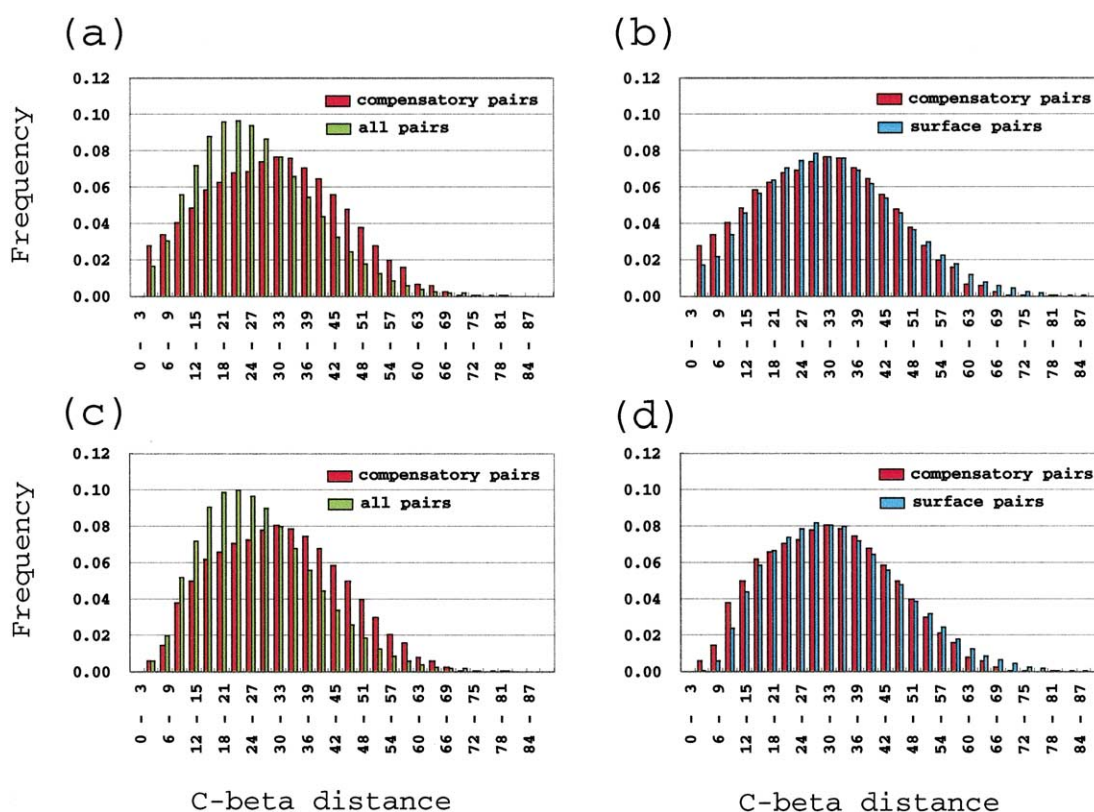 (a)
Frequency
0.12
0.10
0.08
0.06
0.04
0.02
0.00
compensatory pairs
all pairs
0 - 3
6 - 9
12 - 15
18 - 21
24 - 27
30 - 33
36 - 39
42 - 45
48 - 51
54 - 57
60 - 63
66 - 69
72 - 75
78 - 81
84 - 87
(b)
0.12
0.10
0.08
0.06
0.04
0.02
0.00
compensatory pairs
surface pairs
0 - 3
6 - 9
12 - 15
18 - 21
24 - 27
30 - 33
36 - 39
42 - 45
48 - 51
54 - 57
60 - 63
66 - 69
72 - 75
78 - 81
84 - 87
(c)
Frequency
0.12
0.10
0.08
0.06
0.04
0.02
0.00
compensatory pairs
all pairs
0 - 3
6 - 9
12 - 15
18 - 21
24 - 27
30 - 33
36 - 39
42 - 45
48 - 51
54 - 57
60 - 63
66 - 69
72 - 75
78 - 81
84 - 87
C-beta distance
(d)
0.12
0.10
0.08
0.06
0.04
0.02
0.00
compensatory pairs
surface pairs
0 - 3
6 - 9
12 - 15
18 - 21
24 - 27
30 - 33
36 - 39
42 - 45
48 - 51
54 - 57
60 - 63
66 - 69
72 - 75
78 - 81
84 - 87
C-beta distance